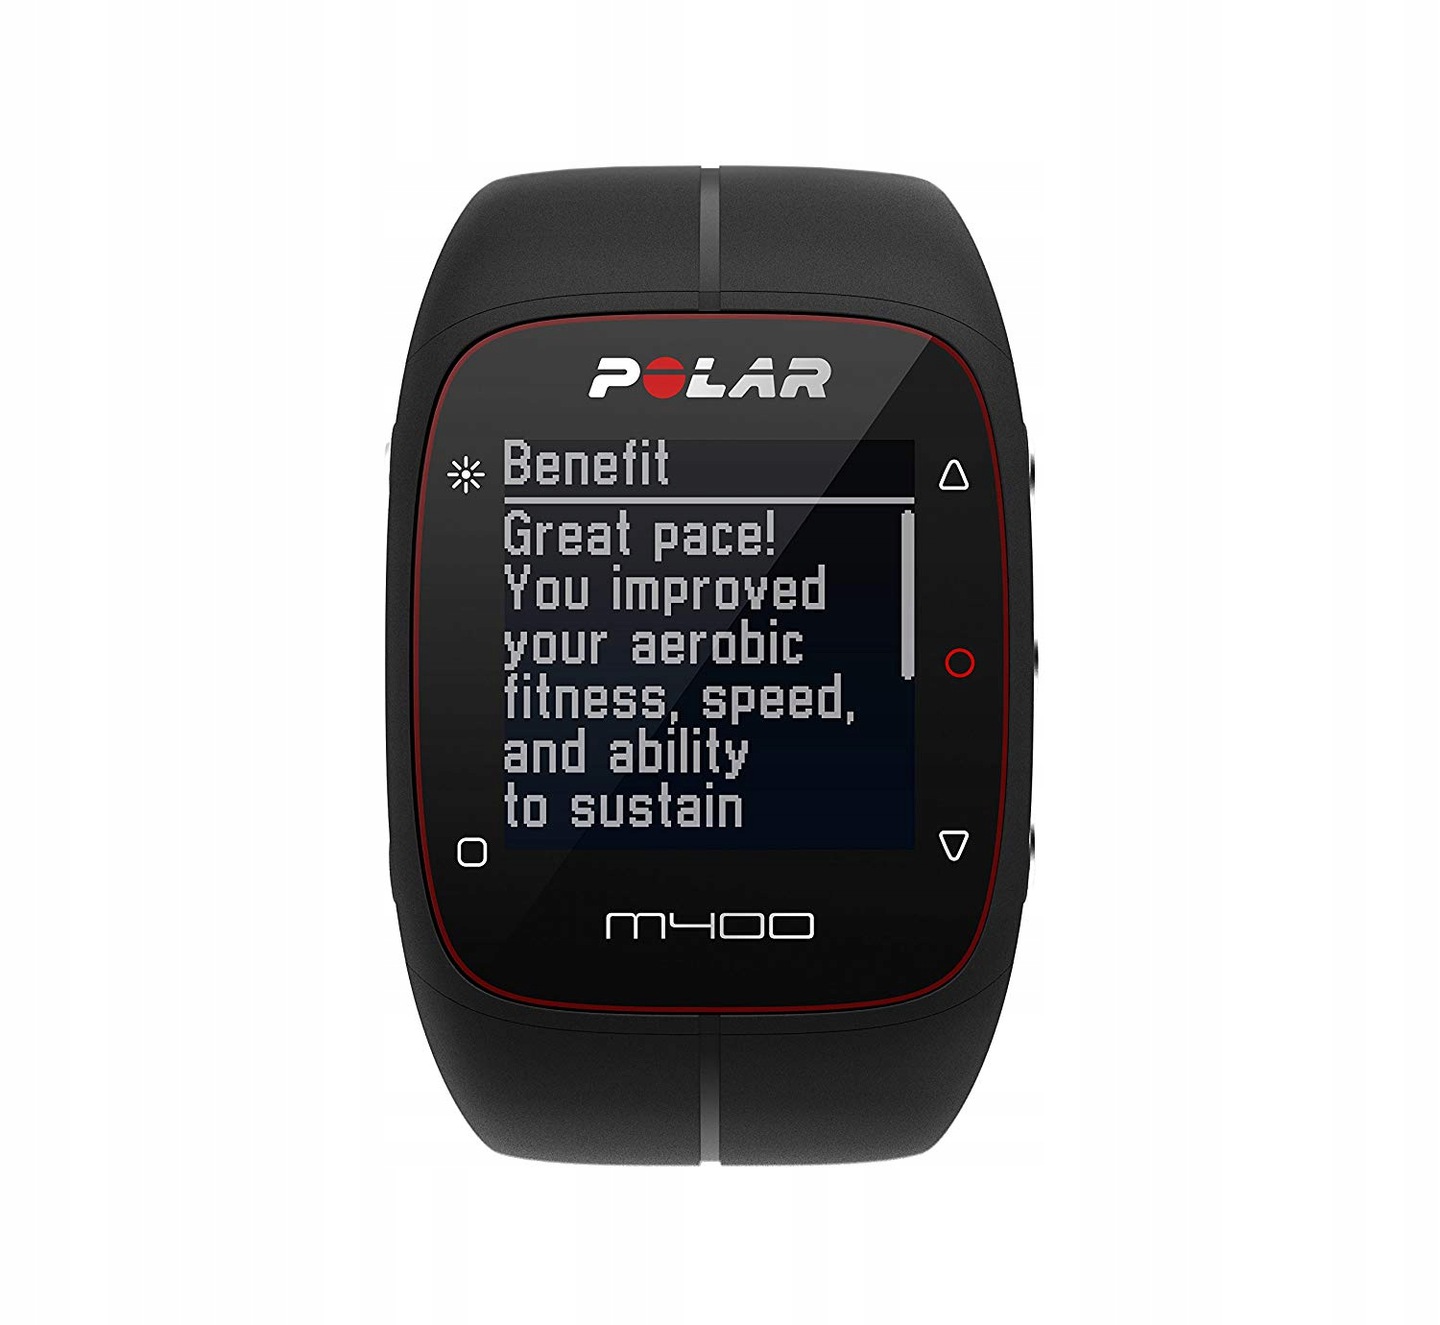 POLAR
Benefit
Great pace!
You improved
your aerobic
fitness, speed,
and ability
to sustain
M400